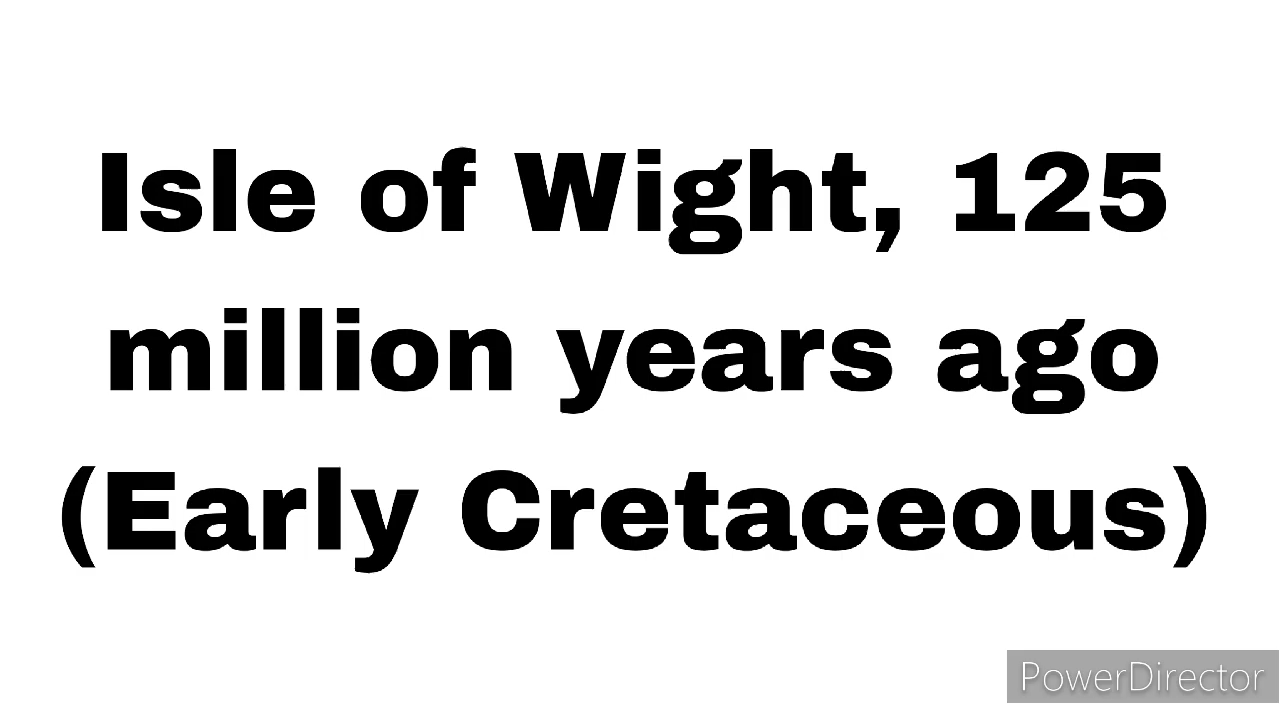 Isle of Wight, 125
million years ago
(Early Cretaceous)
PowerDirector